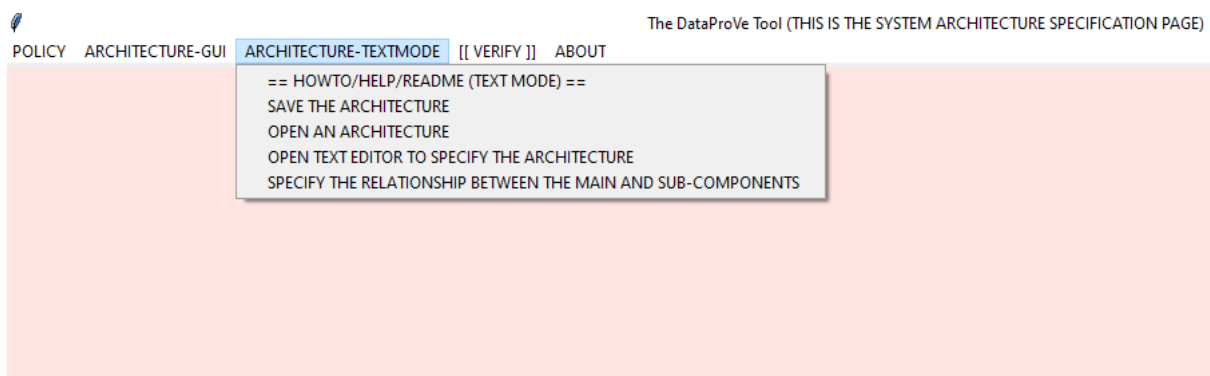 The DataProVe Tool (THIS IS THE SYSTEM ARCHITECTURE SPECIFICATION PAGE)
POLICY ARCHITECTURE-GUI ARCHITECTURE-TEXTMODE [[ VERIFY ]] ABOUT
== HOWTO/HELP/README (TEXT MODE) ==
SAVE THE ARCHITECTURE
OPEN AN ARCHITECTURE
OPEN TEXT EDITOR TO SPECIFY THE ARCHITECTURE
SPECIFY THE RELATIONSHIP BETWEEN THE MAIN AND SUB-COMPONENTS